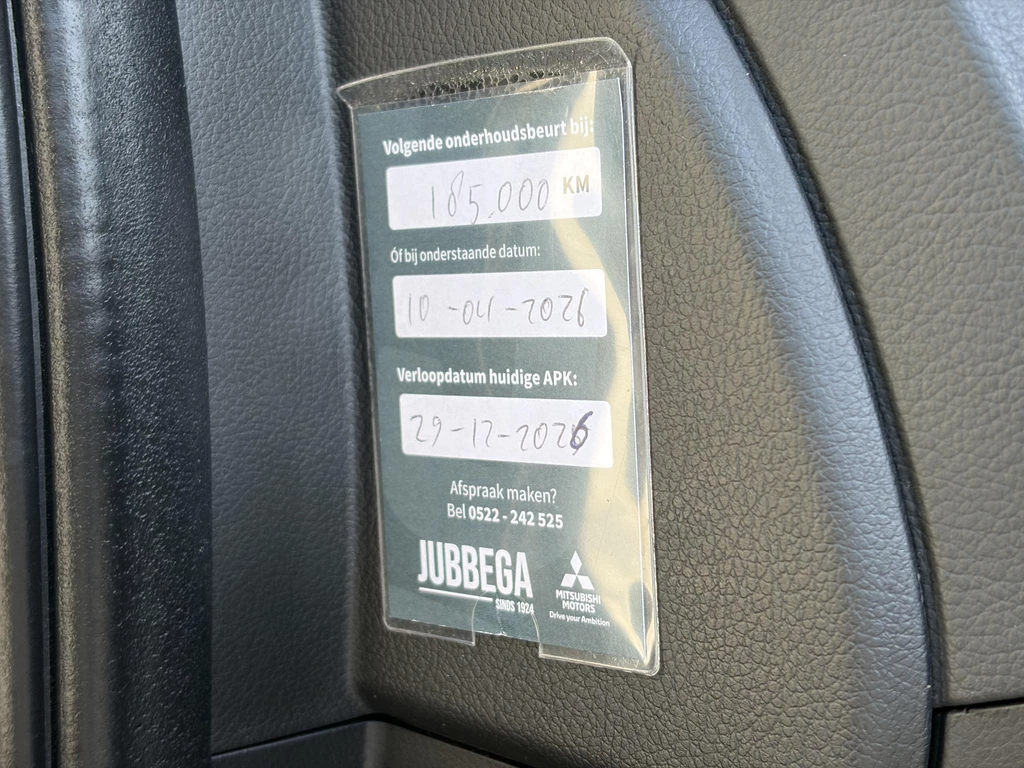 Volgende onderhoudsbeurt bij:
185.000 KM
Óf bij onderstaande datum:
10-04-2026
Verloopdatum huidige APK:
29-12-2026
Afspraak maken?
Bel 0522 - 242 525
JUBBEGA
SINDS 1924
MITSUBISHI
MOTORS
Drive your Ambition